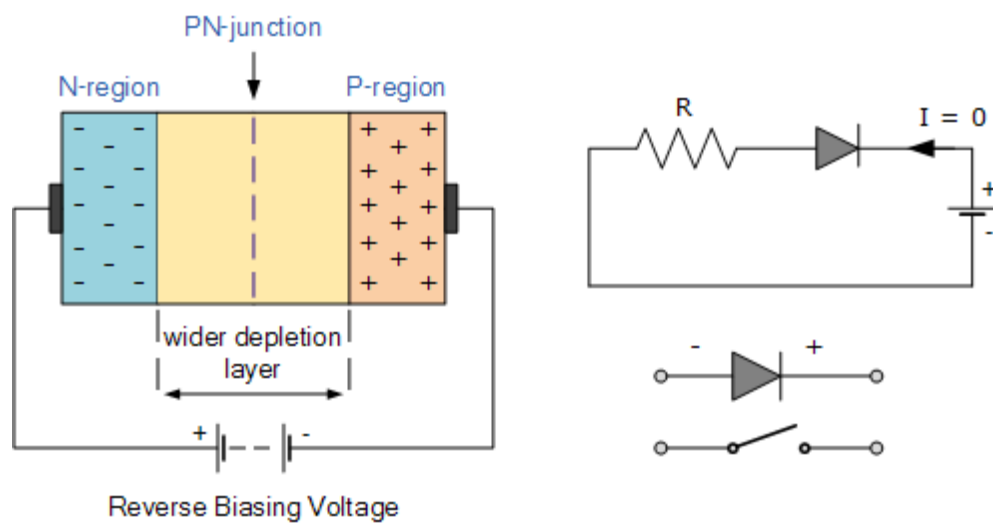 PN-junction
N-region
P-region
wider depletion
layer
+ -
Reverse Biasing Voltage
R
I = 0
+
-
- +